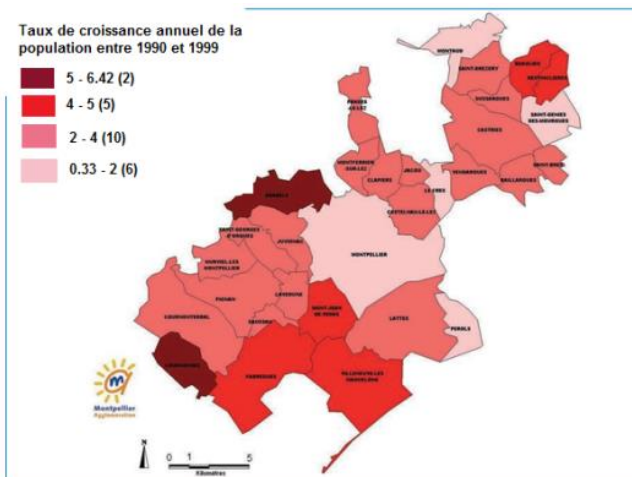 Taux de croissance annuel de la
population entre 1990 et 1999
5 - 6.42 (2)
4 - 5 (5)
2 - 4 (10)
0.33 - 2 (6)
MONTAUD
SAINT-DREZERY
BEAULIEU
RESTINCLIERES
SUSSARGUES
SAINT-GENIES
DES-MOURGUES
CASTRIES
PRADES
LE-LEZ
MONTFERRIER
SUR-LEZ
CLAPIERS
JACOU
LE CRES
VENDARGUES
BAILLARGUES
SAINT-BRES
CASTELNAU-LE-LEZ
SAINT-GEORGES
D'ORQUES
JUVIGNAC
MURVIEL-LES
MONTPELLIER
MONTPELLIER
PIGNAN
LAVERUNE
SAINT-JEAN
DE VEDAS
LATTES
PEROLS
COURNONTERRAL
SAUSSAN
FABREGUES
VILLENEUVE-LES
MAGUELONE
Montpellier
Agglomération
N
0 1 5
Kilomètres